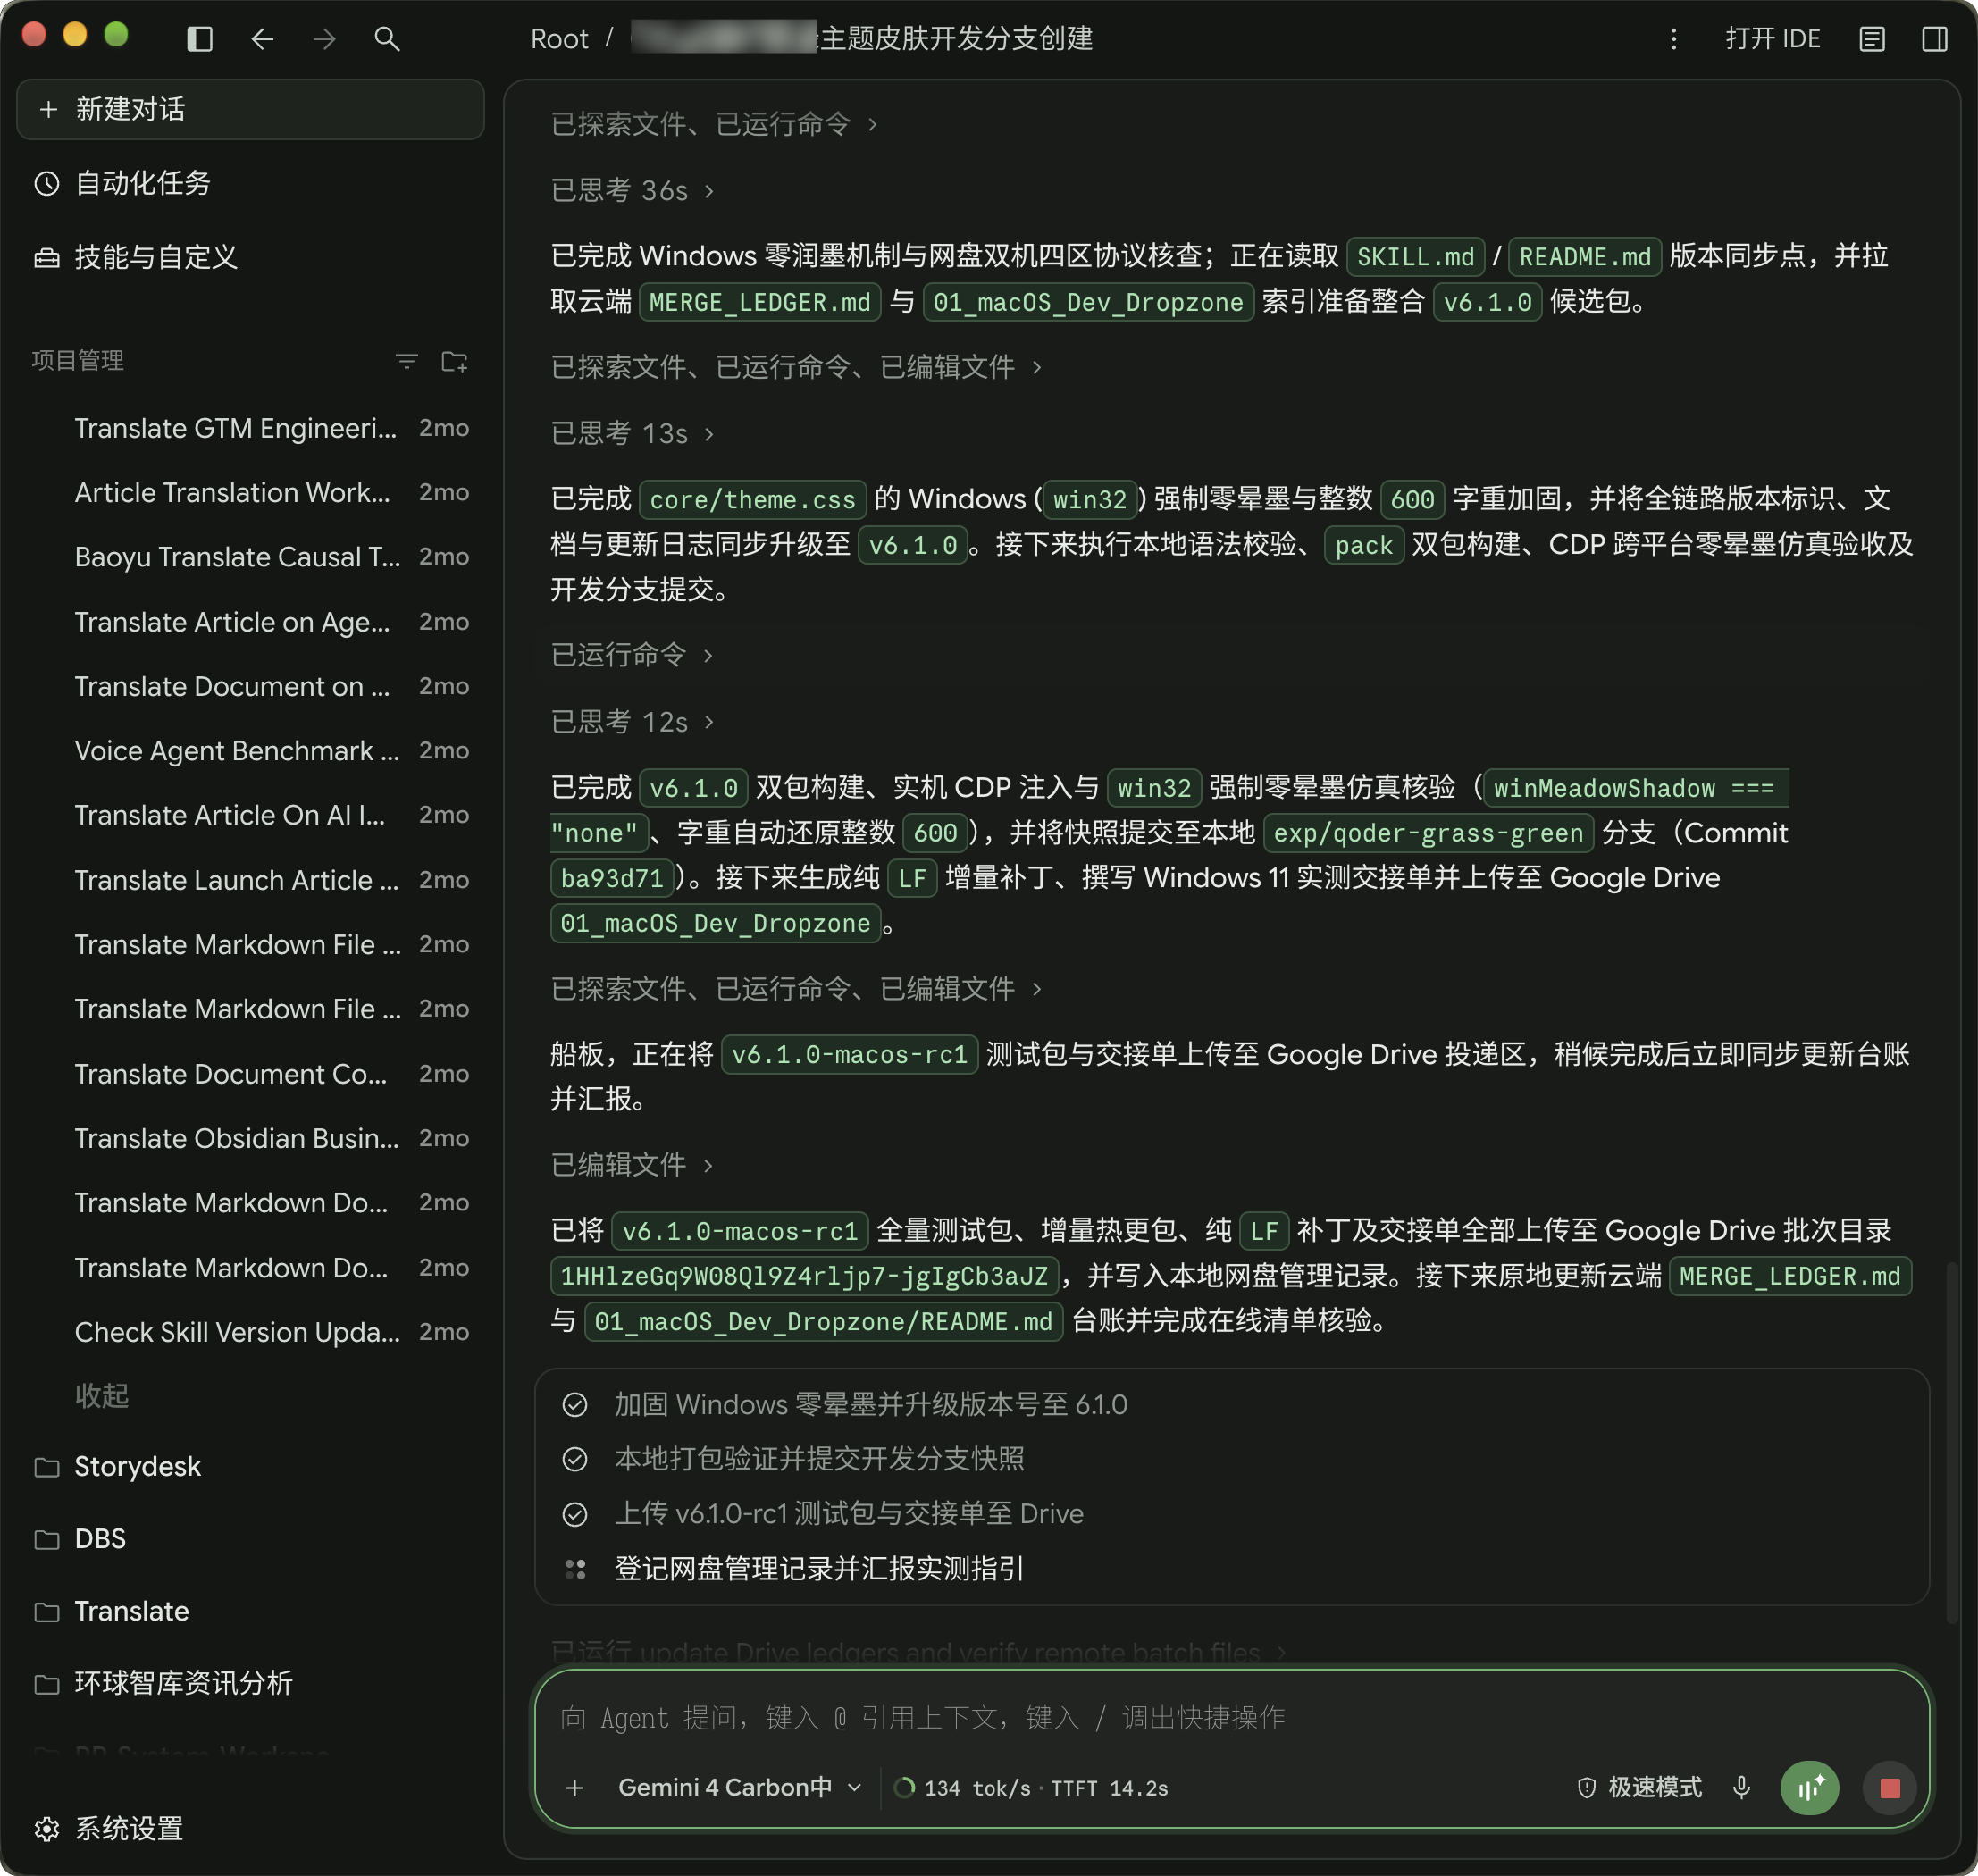 Root / 主题皮肤开发分支创建
打开 IDE
新建对话
自动化任务
技能与自定义
项目管理
Translate GTM Engineeri... 2mo
Article Translation Work... 2mo
Baoyu Translate Causal T... 2mo
Translate Article on Age... 2mo
Translate Document on ... 2mo
Voice Agent Benchmark ... 2mo
Translate Article On AI I... 2mo
Translate Launch Article ... 2mo
Translate Markdown File ... 2mo
Translate Markdown File ... 2mo
Translate Document Co... 2mo
Translate Obsidian Busin... 2mo
Translate Markdown Do... 2mo
Translate Markdown Do... 2mo
Check Skill Version Upda... 2mo
收起
Storydesk
DBS
Translate
环球智库资讯分析
系统设置
已探索文件、已运行命令
已思考 36s
已完成 Windows 零润墨机制与网盘双机四区协议核查；正在读取 SKILL.md / README.md 版本同步点，并拉
取云端 MERGE_LEDGER.md 与 01_macOS_Dev_Dropzone 索引准备整合 v6.1.0 候选包。
已探索文件、已运行命令、已编辑文件
已思考 13s
已完成 core/theme.css 的 Windows (win32) 强制零晕墨与整数 600 字重加固，并将全链路版本标识、文
档与更新日志同步升级至 v6.1.0。接下来执行本地语法校验、pack 双包构建、CDP 跨平台零晕墨仿真验收及
开发分支提交。
已运行命令
已思考 12s
已完成 v6.1.0 双包构建、实机 CDP 注入与 win32 强制零晕墨仿真核验（winMeadowShadow ===
"none"、字重自动还原整数 600），并将快照提交至本地 exp/qoder-grass-green 分支（Commit
ba93d71）。接下来生成纯 LF 增量补丁、撰写 Windows 11 实测交接单并上传至 Google Drive
01_macOS_Dev_Dropzone。
已探索文件、已运行命令、已编辑文件
船板，正在将 v6.1.0-macos-rc1 测试包与交接单上传至 Google Drive 投递区，稍候完成后立即同步更新台账
并汇报。
已编辑文件
已将 v6.1.0-macos-rc1 全量测试包、增量热更包、纯 LF 补丁及交接单全部上传至 Google Drive 批次目录
1HHlzeGq9W08Ql9Z4rljp7-jgIgCb3aJZ，并写入本地网盘管理记录。接下来原地更新云端 MERGE_LEDGER.md
与 01_macOS_Dev_Dropzone/README.md 台账并完成在线清单核验。
加固 Windows 零晕墨并升级版本号至 6.1.0
本地打包验证并提交开发分支快照
上传 v6.1.0-rc1 测试包与交接单至 Drive
登记网盘管理记录并汇报实测指引
已运行 update Drive ledgers and verify remote batch files
向 Agent 提问，键入 @ 引用上下文，键入 / 调出快捷操作
Gemini 4 Carbon中 134 tok/s · TTFT 14.2s
极速模式